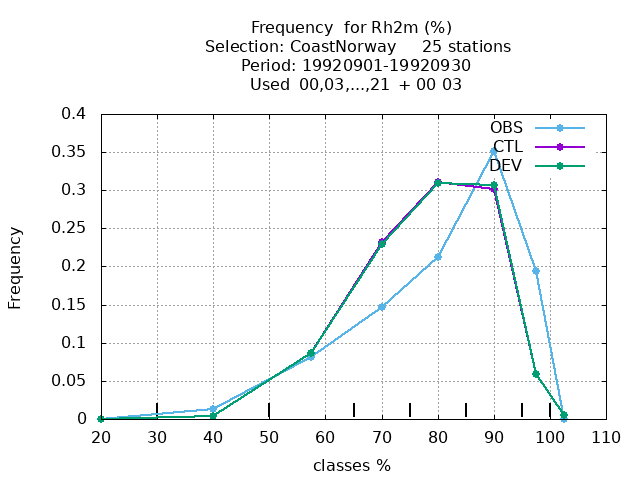 Frequency  for Rh2m (%)
Selection: CoastNorway     25 stations
Period: 19920901-19920930
Used  00,03,...,21  + 00 03
0.4
0.35
0.3
0.25
0.2
0.15
0.1
0.05
0
Frequency
OBS
CTL
DEV
20 30 40 50 60 70 80 90 100 110
classes %